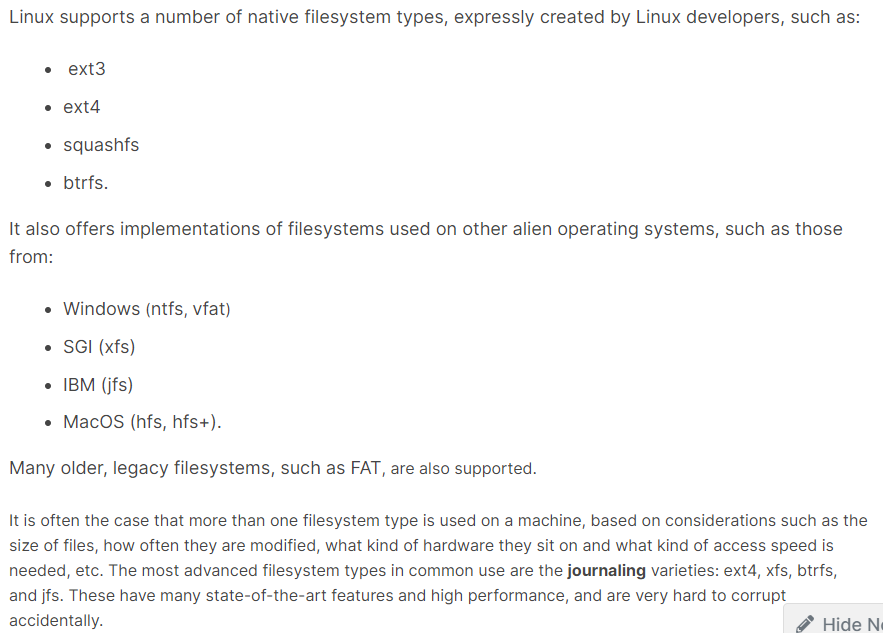 Linux supports a number of native filesystem types, expressly created by Linux developers, such as:
• ext3
• ext4
• squashfs
• btrfs.
It also offers implementations of filesystems used on other alien operating systems, such as those
from:
• Windows (ntfs, vfat)
• SGI (xfs)
• IBM (jfs)
• MacOS (hfs, hfs+).
Many older, legacy filesystems, such as FAT, are also supported.
It is often the case that more than one filesystem type is used on a machine, based on considerations such as the
size of files, how often they are modified, what kind of hardware they sit on and what kind of access speed is
needed, etc. The most advanced filesystem types in common use are the journaling varieties: ext4, xfs, btrfs,
and jfs. These have many state-of-the-art features and high performance, and are very hard to corrupt
accidentally.
Hide